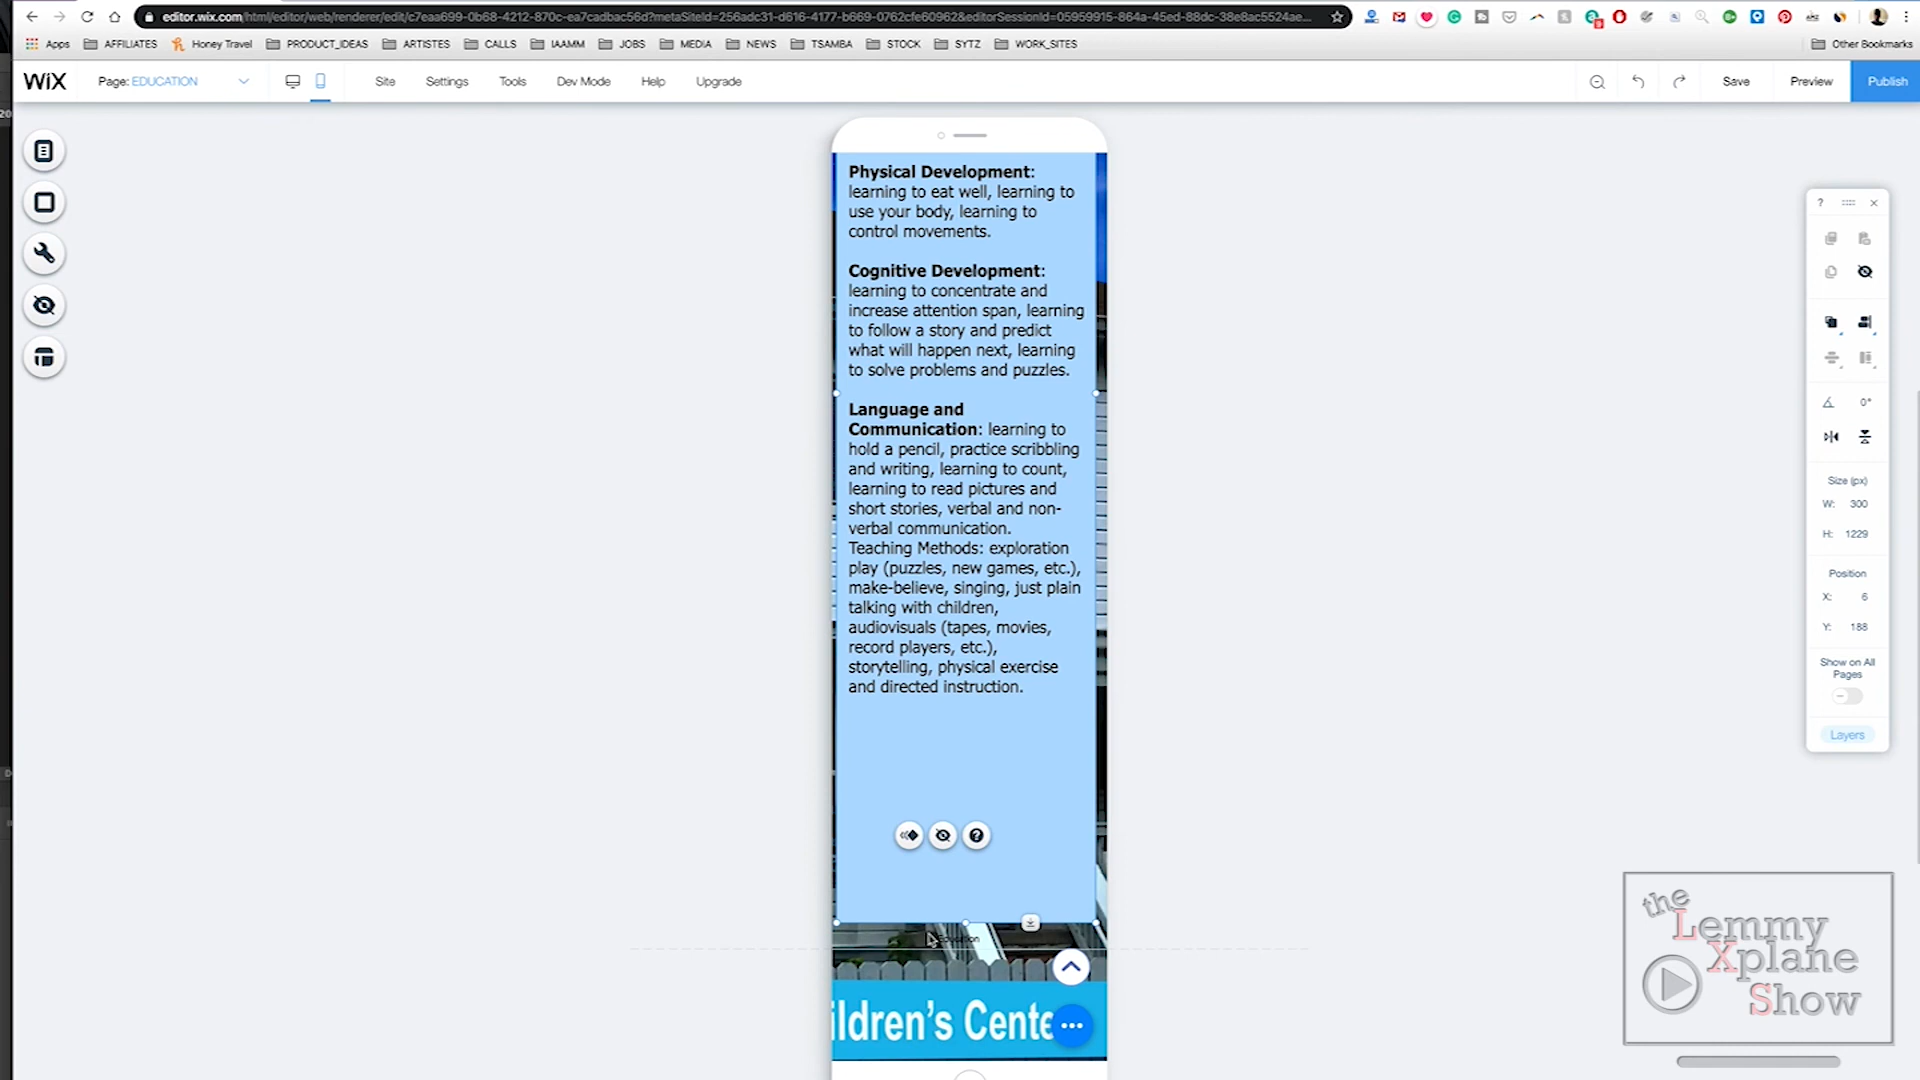 editor.wix.com/html/editor/web/renderer/edit/c7eaa699-0b68-4212-870c-ea7cadbac56d?metaSiteId=256adc31-d616-4177-b669-0762cfe60962&editorSessionId=05959915-864a-45ed-88dc-38e8ac5524ae...
Apps AFFILIATES Honey Travel PRODUCT_IDEAS ARTISTES CALLS IAAMM JOBS MEDIA NEWS TSAMBA STOCK SYTZ WORK_SITES Other Bookmarks
WiX Page: EDUCATION Site Settings Tools Dev Mode Help Upgrade Save Preview Publish
Physical Development:
learning to eat well, learning to
use your body, learning to
control movements.
Cognitive Development:
learning to concentrate and
increase attention span, learning
to follow a story and predict
what will happen next, learning
to solve problems and puzzles.
Language and
Communication: learning to
hold a pencil, practice scribbling
and writing, learning to count,
learning to read pictures and
short stories, verbal and non-
verbal communication.
Teaching Methods: exploration
play (puzzles, new games, etc.),
make-believe, singing, just plain
talking with children,
audiovisuals (tapes, movies,
record players, etc.),
storytelling, physical exercise
and directed instruction.
ildren's Cente
?
0°
Size (px)
W: 300
H: 1229
Position
X: 6
Y: 188
Show on All
Pages
Layers
the
Lemmy
Xplane
Show